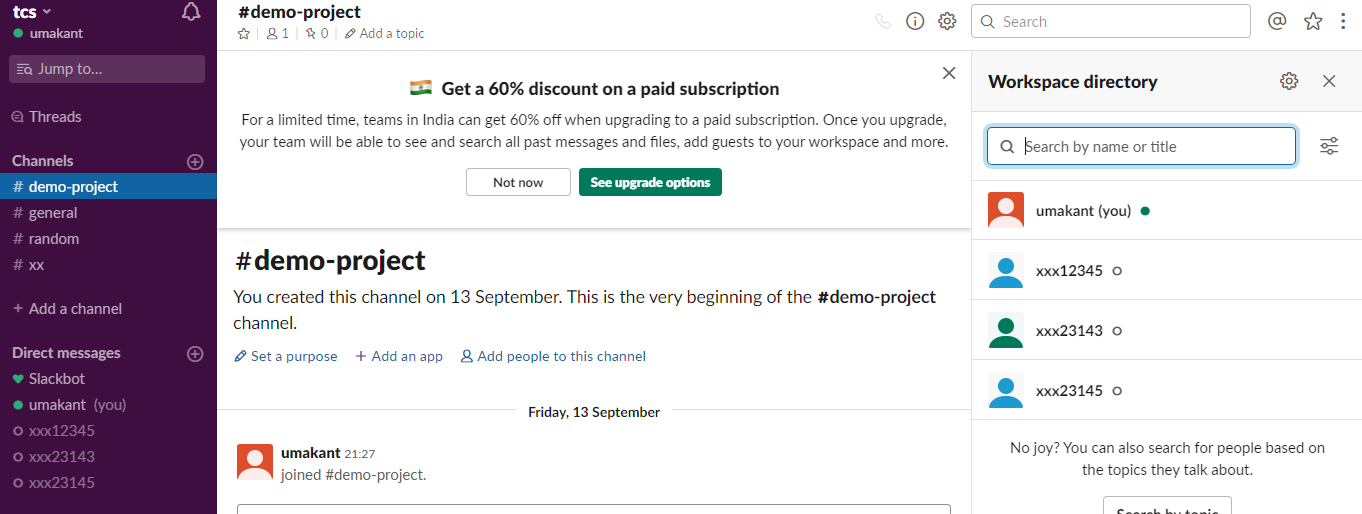 tcs
umakant
Jump to...
Threads
Channels
# demo-project
# general
# random
# xx
+ Add a channel
Direct messages
Slackbot
umakant (you)
xxx12345
xxx23143
xxx23145
#demo-project
1 | 0 | Add a topic
Search
Get a 60% discount on a paid subscription
For a limited time, teams in India can get 60% off when upgrading to a paid subscription. Once you upgrade,
your team will be able to see and search all past messages and files, add guests to your workspace and more.
Not now
See upgrade options
#demo-project
You created this channel on 13 September. This is the very beginning of the #demo-project
channel.
Set a purpose + Add an app Add people to this channel
Friday, 13 September
umakant 21:27
joined #demo-project.
Workspace directory
Search by name or title
umakant (you)
xxx12345
xxx23143
xxx23145
No joy? You can also search for people based on
the topics they talk about.
Search by topic